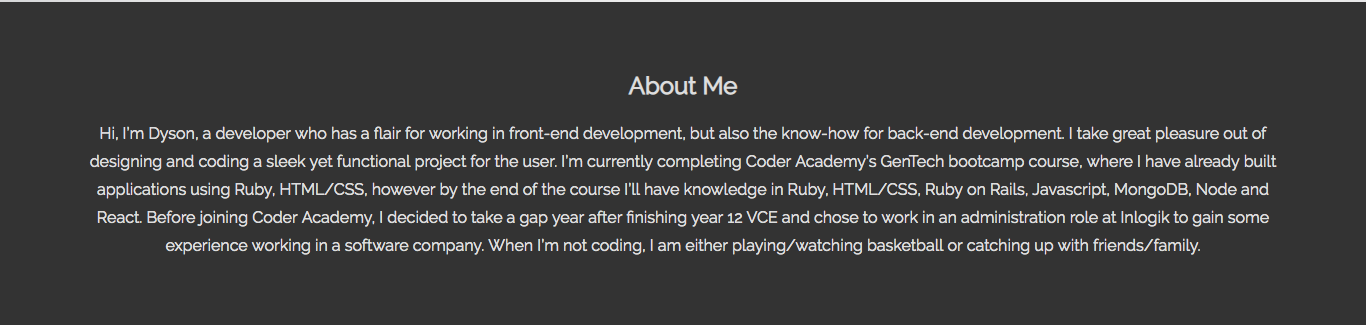 About Me
Hi, I'm Dyson, a developer who has a flair for working in front-end development, but also the know-how for back-end development. I take great pleasure out of
designing and coding a sleek yet functional project for the user. I'm currently completing Coder Academy's GenTech bootcamp course, where I have already built
applications using Ruby, HTML/CSS, however by the end of the course I'll have knowledge in Ruby, HTML/CSS, Ruby on Rails, Javascript, MongoDB, Node and
React. Before joining Coder Academy, I decided to take a gap year after finishing year 12 VCE and chose to work in an administration role at Inlogik to gain some
experience working in a software company. When I'm not coding, I am either playing/watching basketball or catching up with friends/family.